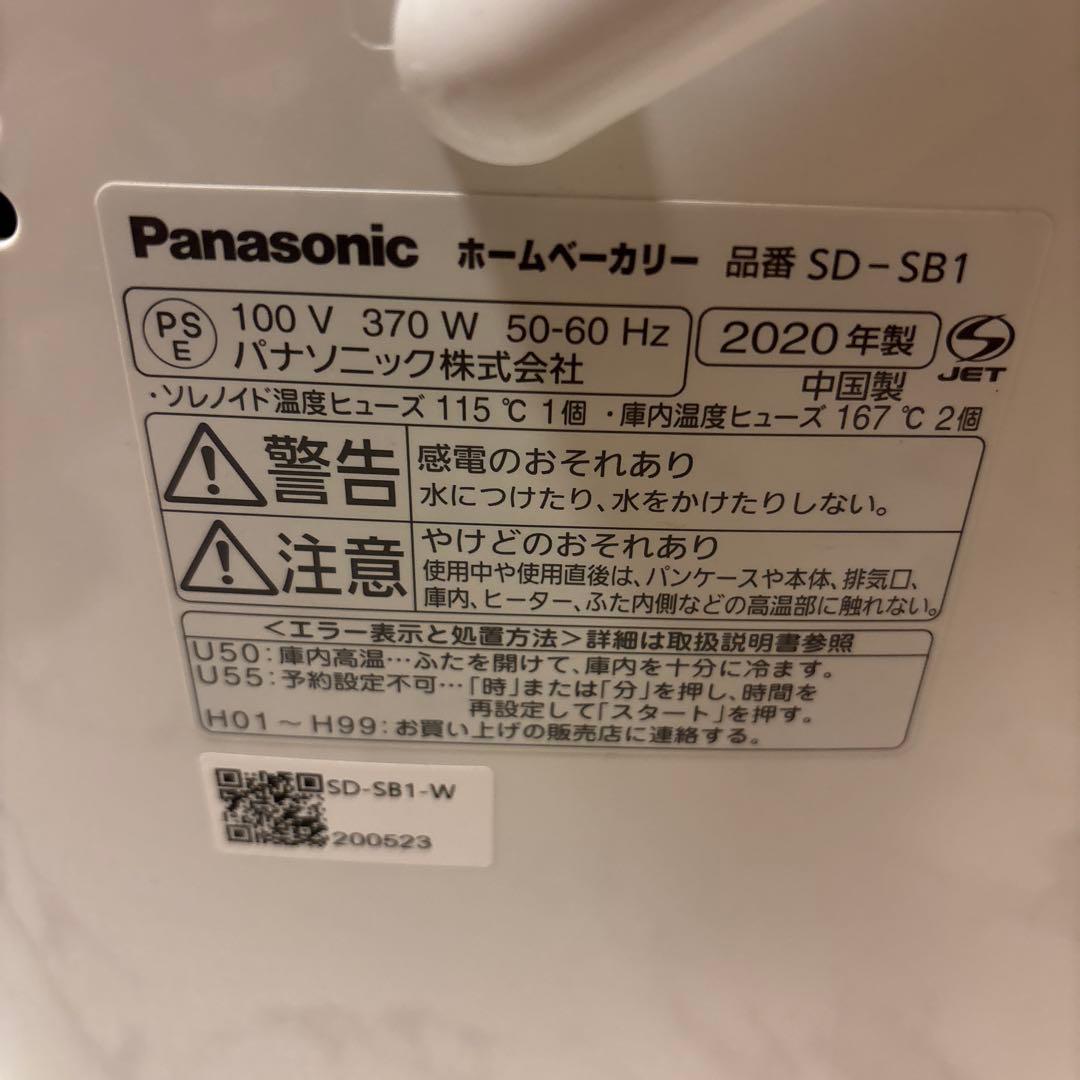 Panasonic ホームベーカリー 品番 SD-SB1
PS E 100 V 370 W 50-60 Hz
パナソニック株式会社
2020年製
JET
中国製
・ソレノイド温度ヒューズ 115 ℃ 1個 ・庫内温度ヒューズ 167 ℃ 2個
警告
感電のおそれあり
水につけたり、水をかけたりしない。
注意
やけどのおそれあり
使用中や使用直後は、パンケースや本体、排気口、
庫内、ヒーター、ふた内側などの高温部に触れない。
＜エラー表示と処置方法＞詳細は取扱説明書参照
U50：庫内高温…ふたを開けて、庫内を十分に冷ます。
U55：予約設定不可…「時」または「分」を押し、時間を
再設定して「スタート」を押す。
H01～H99：お買い上げの販売店に連絡する。
SD-SB1-W
200523